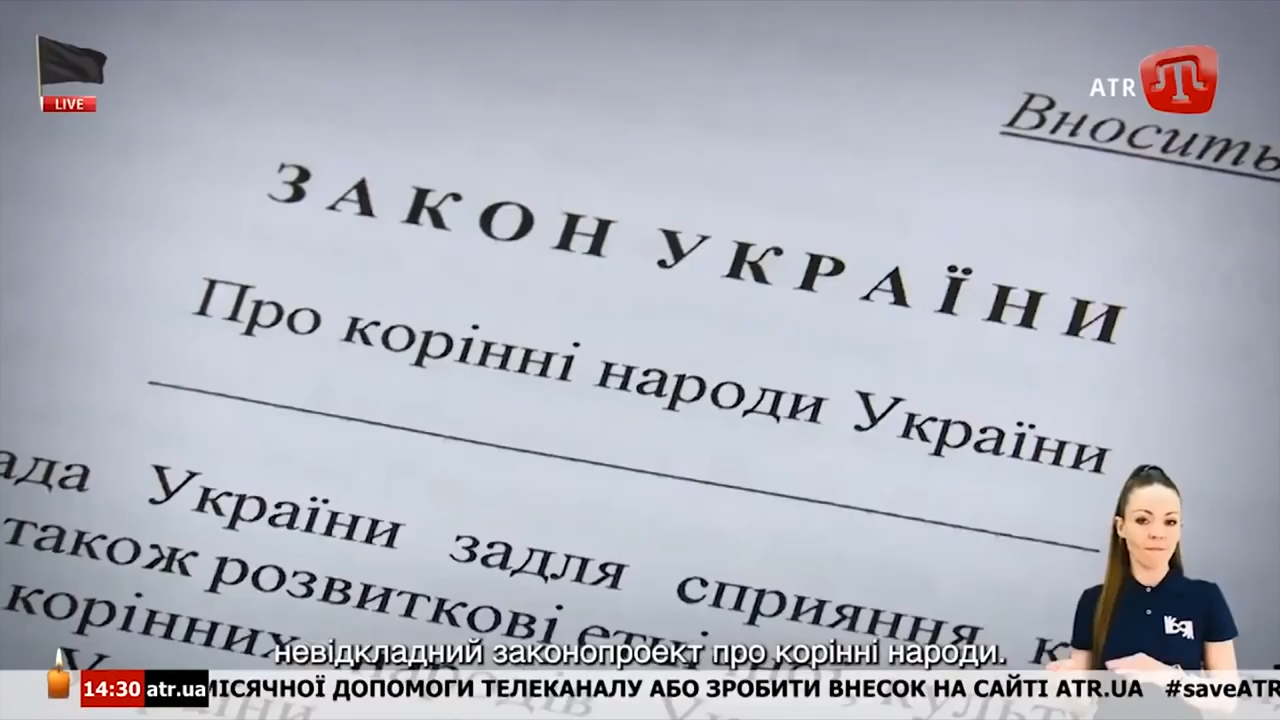 LIVE
ATR
Вносить
ЗАКОН УКРАЇНИ
Про корінні народи України
ада України задля сприяння к
також розвиткові
корінних народів
невідкладний законопроект про корінні народи.
14:30 atr.ua МІСЯЧНОЇ ДОПОМОГИ ТЕЛЕКАНАЛУ АБО ЗРОБИТИ ВНЕСОК НА САЙТІ ATR.UA #saveATR